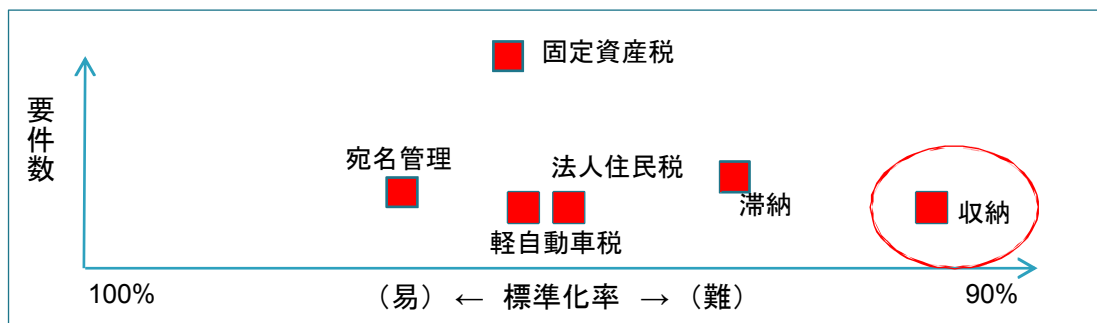 固定資産税
要件数
宛名管理
法人住民税
滞納
収納
軽自動車税
100%
（易） ← 標準化率 → （難）
90%